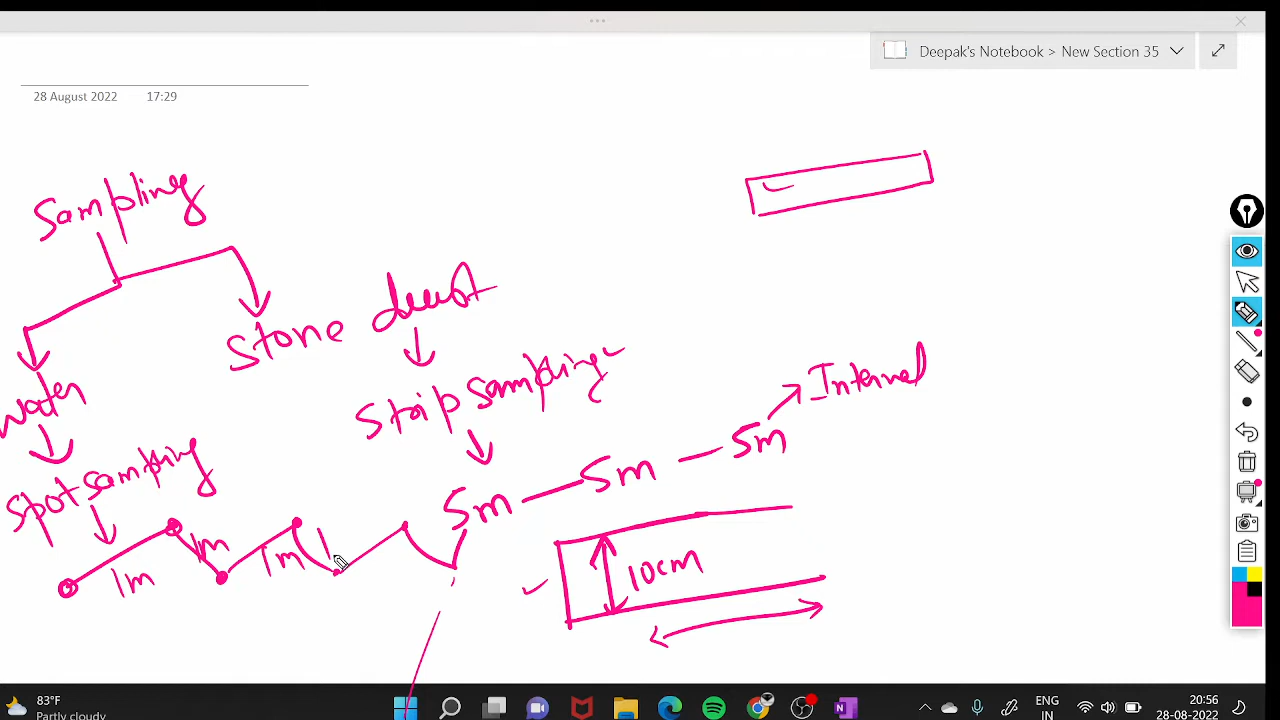 Deepak's Notebook > New Section 35
28 August 2022 17:29
Sampling
Stone dust
Water
Strip sampling
Spot sampling
5m — 5m — 5m
Interval
1m
1m
1m
10cm
83°F
Partly cloudy
ENG
IN
20:56
28-08-2022